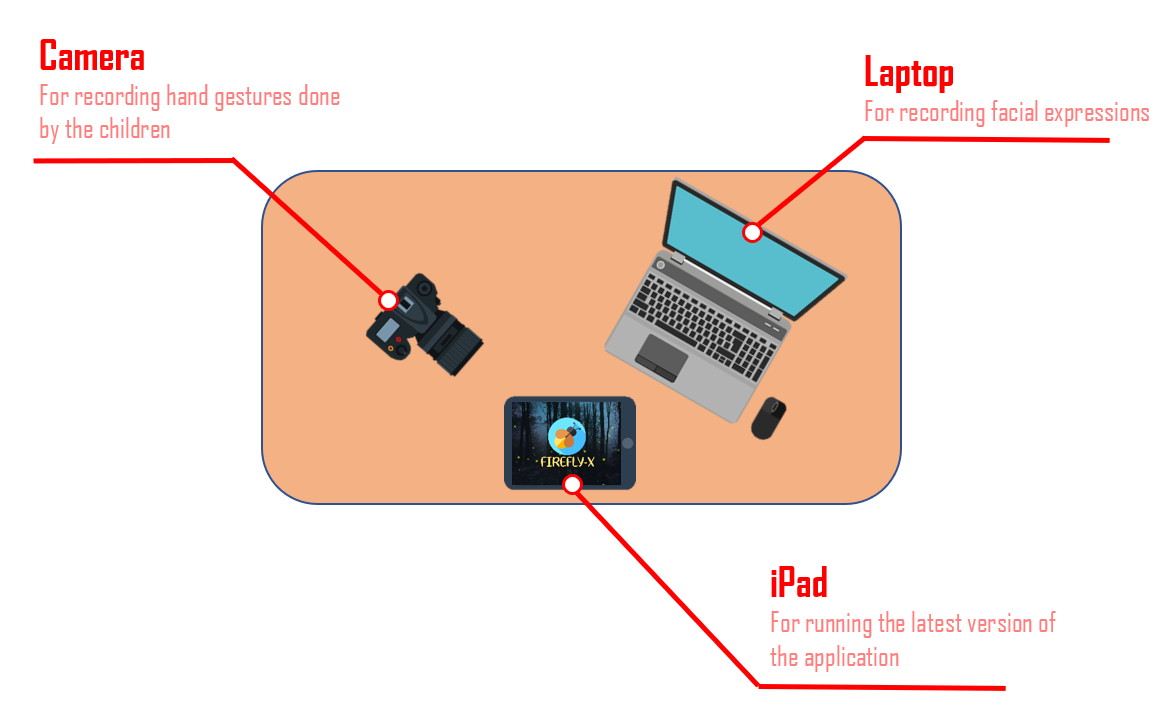 Camera
For recording hand gestures done
by the children
Laptop
For recording facial expressions
FIREFLY-X
iPad
For running the latest version of
the application